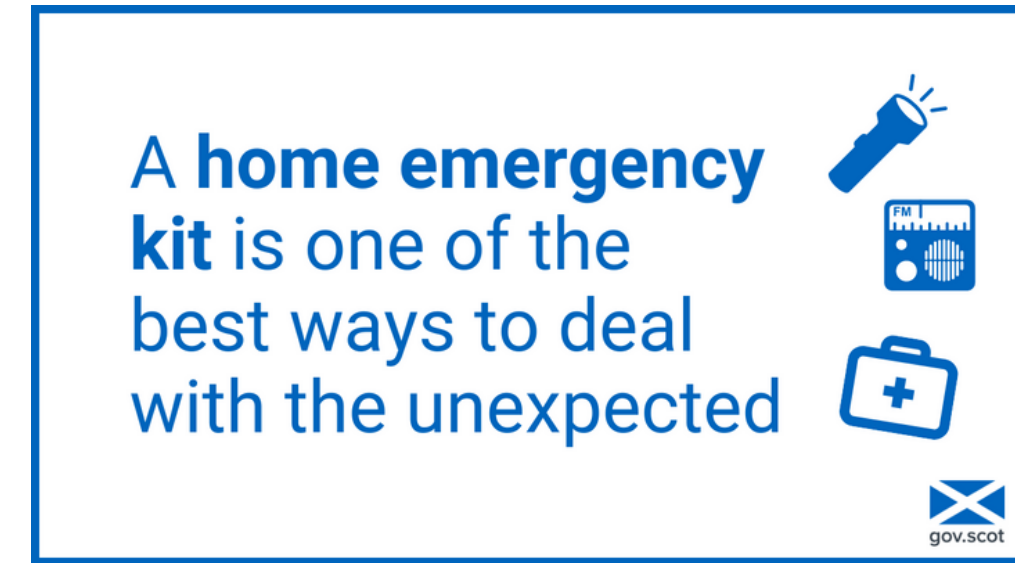 A home emergency
kit is one of the
best ways to deal
with the unexpected
FM
gov.scot